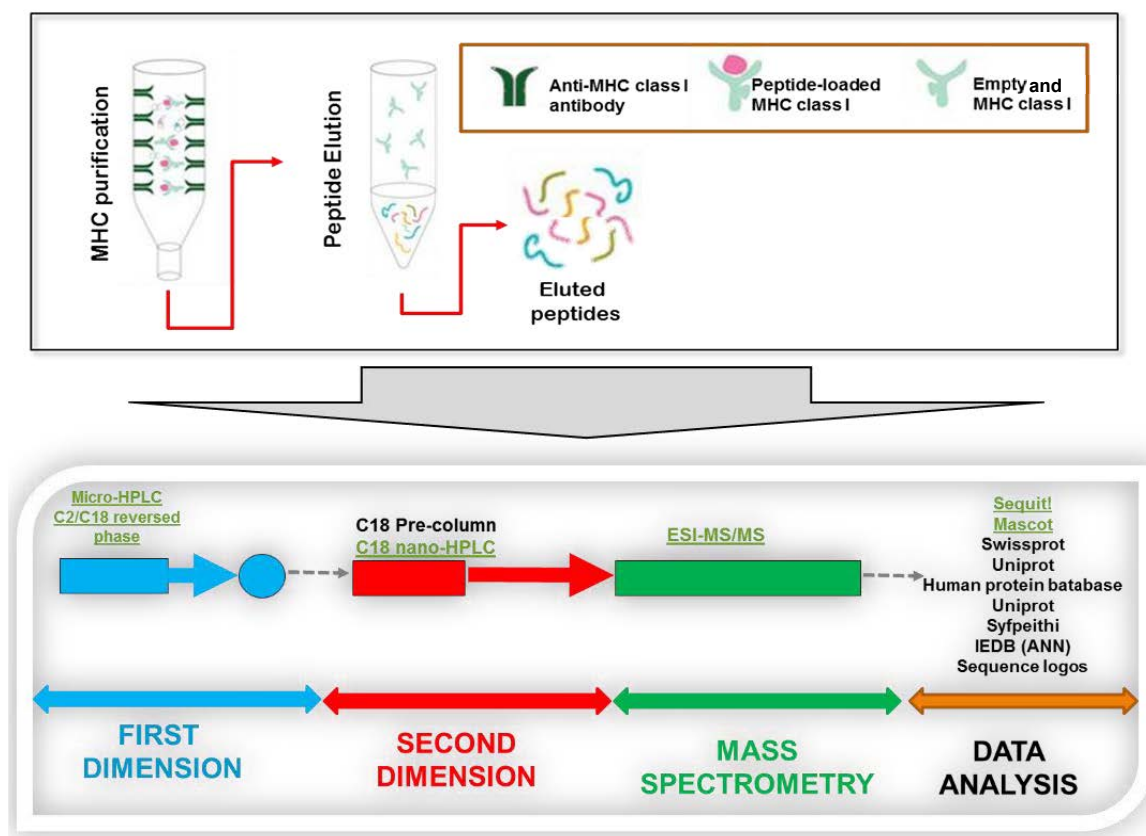 MHC purification
Peptide Elution
Anti-MHC class I
antibody
Peptide-loaded
MHC class I
Empty and
MHC class I
Eluted
peptides
Micro-HPLC
C2/C18 reversed
phase
C18 Pre-column
C18 nano-HPLC
ESI-MS/MS
Sequit!
Mascot
Swissprot
Uniprot
Human protein batabase
Uniprot
Syfpeithi
IEDB (ANN)
Sequence logos
FIRST
DIMENSION
SECOND
DIMENSION
MASS
SPECTROMETRY
DATA
ANALYSIS